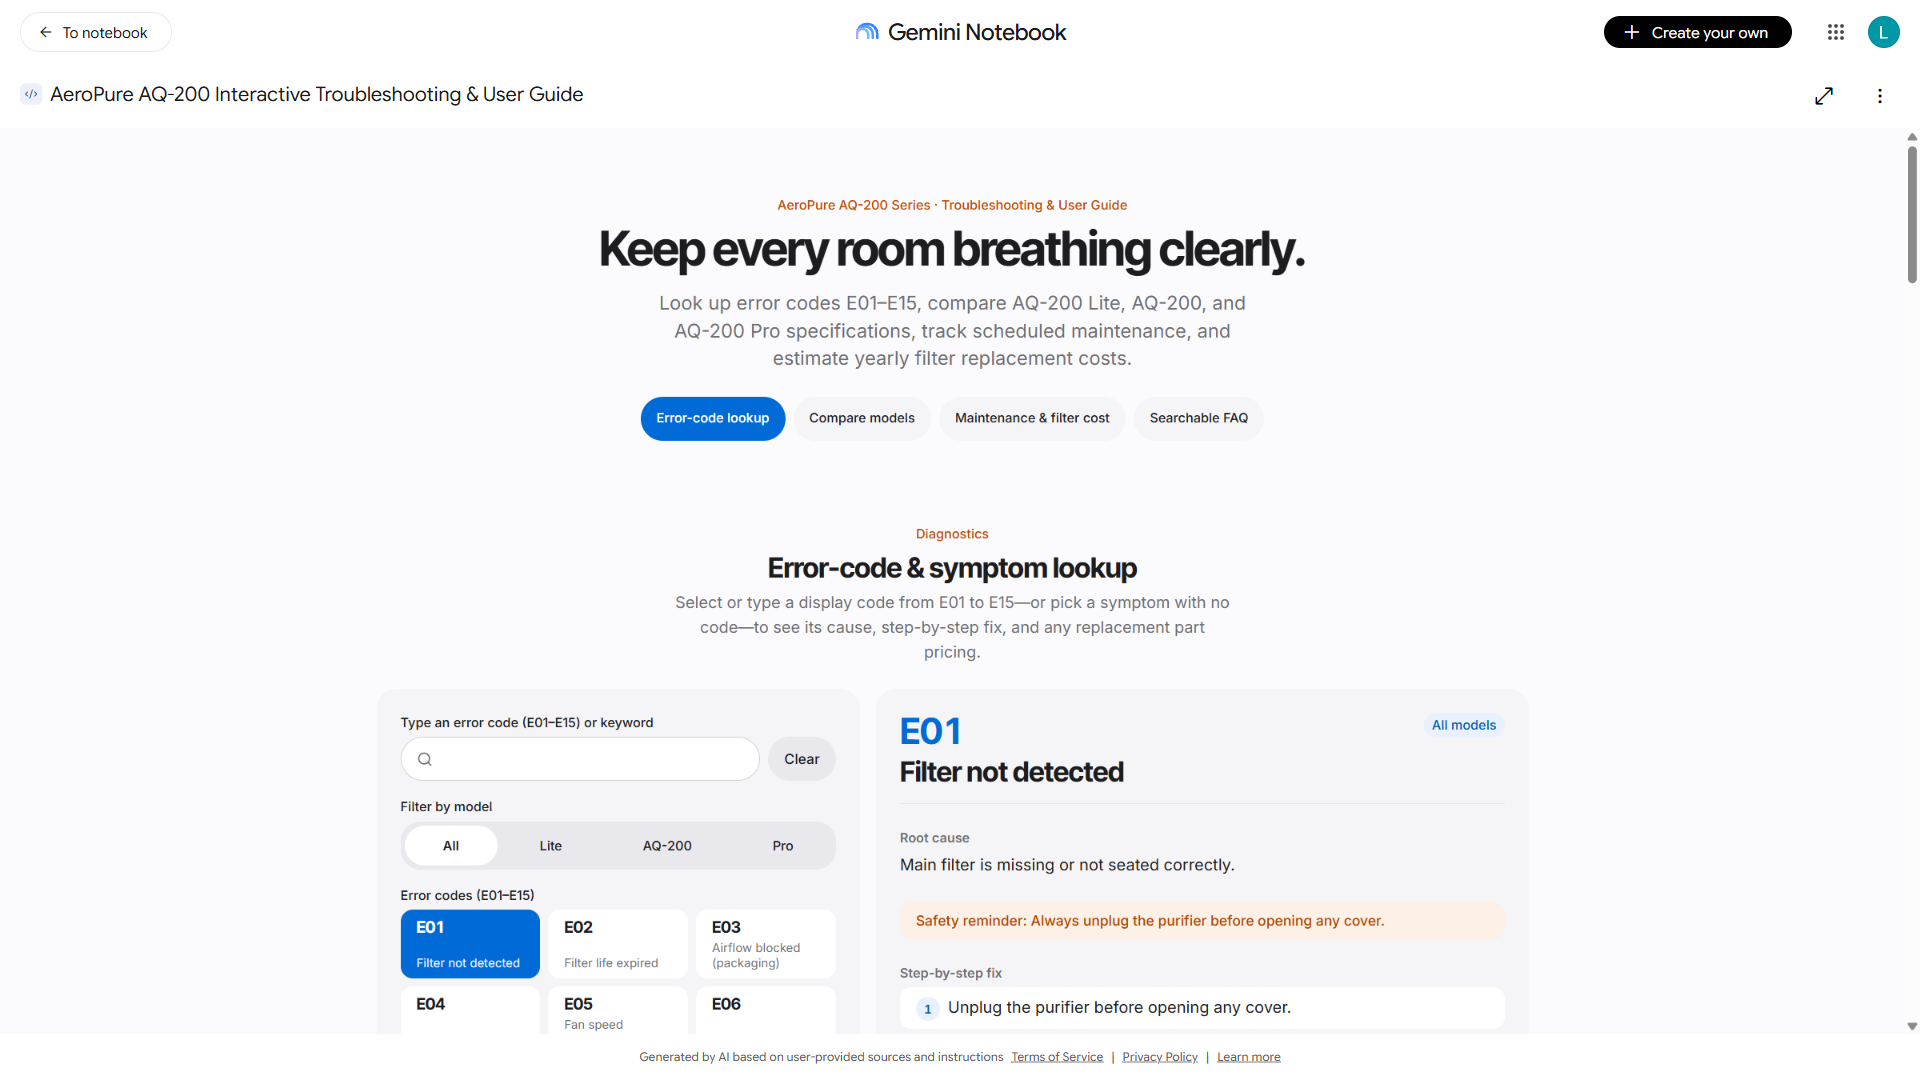 To notebook
Gemini Notebook
Create your own
L
AeroPure AQ-200 Interactive Troubleshooting & User Guide
AeroPure AQ-200 Series · Troubleshooting & User Guide
Keep every room breathing clearly.
Look up error codes E01–E15, compare AQ-200 Lite, AQ-200, and
AQ-200 Pro specifications, track scheduled maintenance, and
estimate yearly filter replacement costs.
Error-code lookup
Compare models
Maintenance & filter cost
Searchable FAQ
Diagnostics
Error-code & symptom lookup
Select or type a display code from E01 to E15—or pick a symptom with no
code—to see its cause, step-by-step fix, and any replacement part
pricing.
Type an error code (E01–E15) or keyword
Clear
Filter by model
All
Lite
AQ-200
Pro
Error codes (E01–E15)
E01
Filter not detected
E02
Filter life expired
E03
Airflow blocked
(packaging)
E04
E05
Fan speed
E06
E01
All models
Filter not detected
Root cause
Main filter is missing or not seated correctly.
Safety reminder: Always unplug the purifier before opening any cover.
Step-by-step fix
1 Unplug the purifier before opening any cover.
Generated by AI based on user-provided sources and instructions Terms of Service | Privacy Policy | Learn more